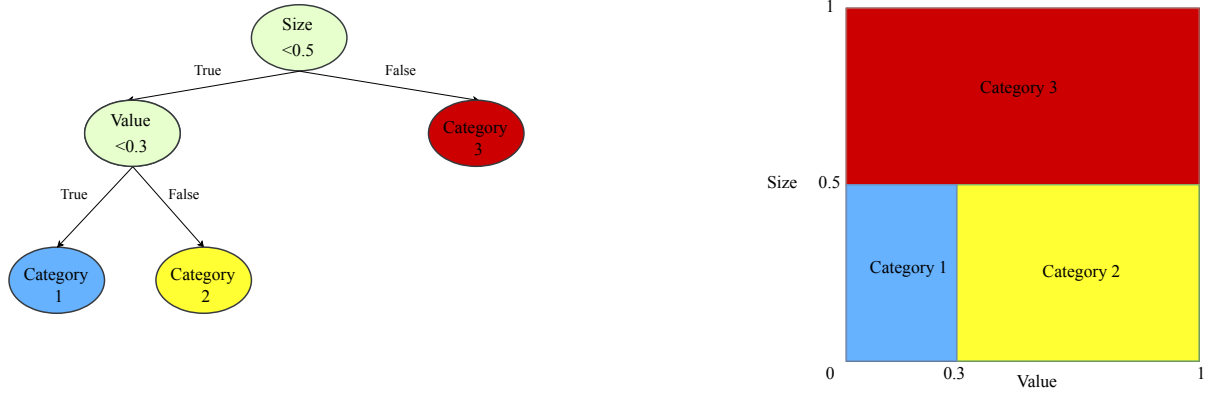 Size
<0.5
True
False
Value
<0.3
Category
3
True
False
Category
1
Category
2
1
Category 3
Size
0.5
Category 1
Category 2
0
0.3
Value
1